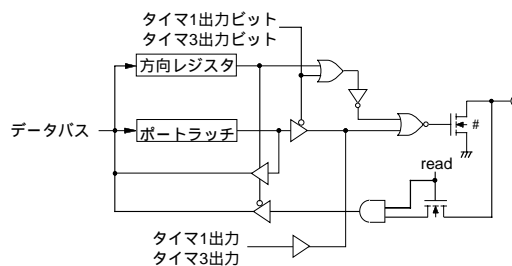 タイマ1出力ビット
タイマ3出力ビット
方向レジスタ
データバス
ポートラッチ
#
read
タイマ1出力
タイマ3出力